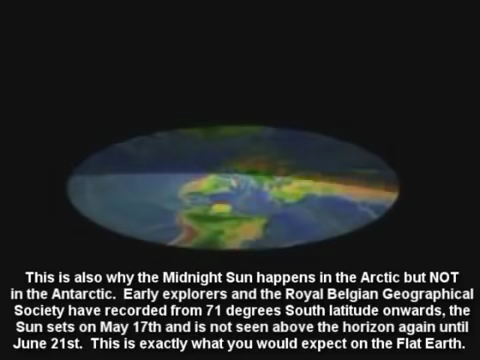 This is also why the Midnight Sun happens in the Arctic but NOT
in the Antarctic.  Early explorers and the Royal Belgian Geographical
Society have recorded from 71 degrees South latitude onwards, the
Sun sets on May 17th and is not seen above the horizon again until
June 21st.  This is exactly what you would expect on the Flat Earth.